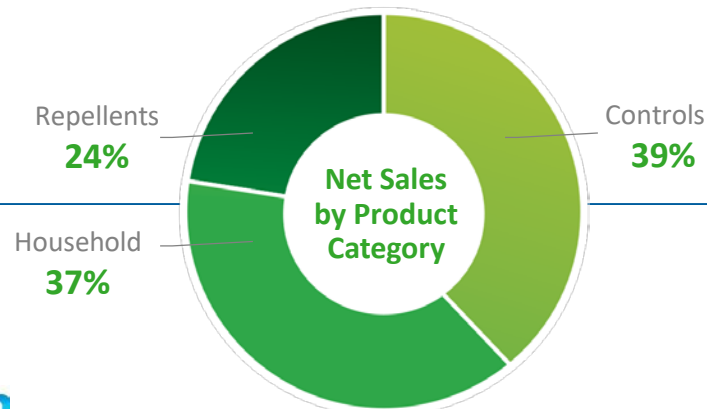 Repellents
24%
Controls
39%
Net Sales
by Product
Category
Household
37%